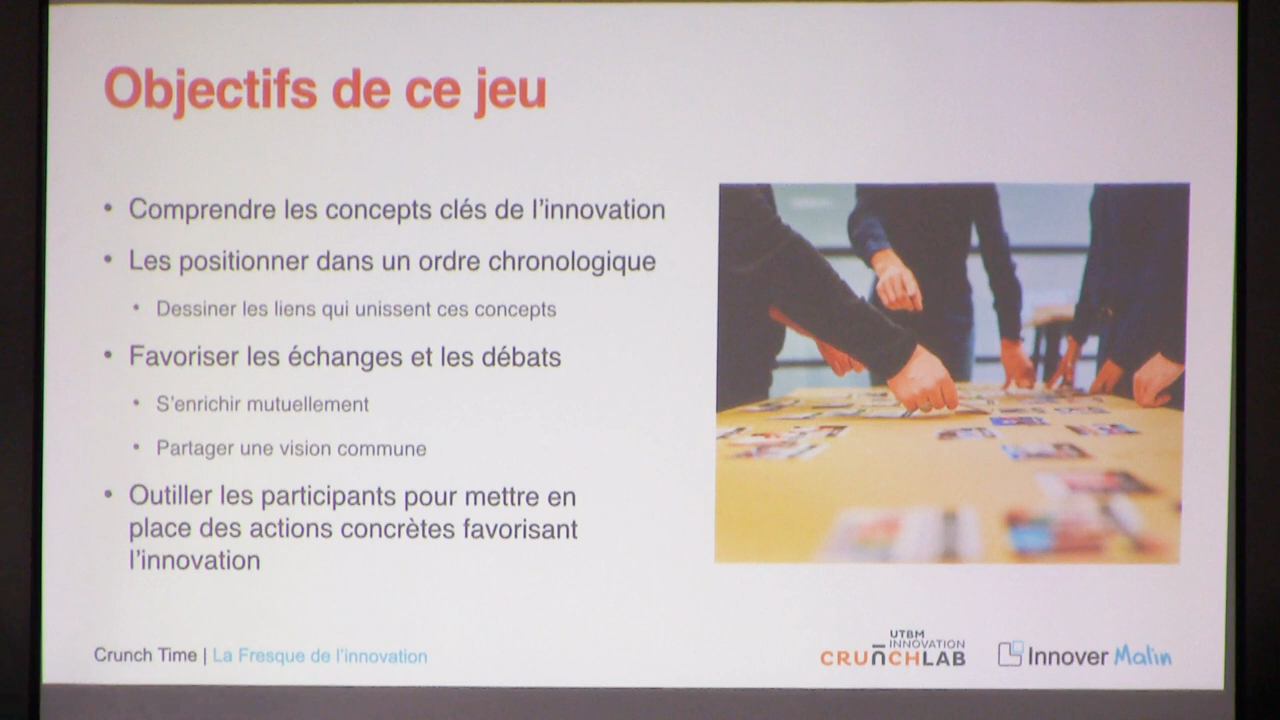 Objectifs de ce jeu
• Comprendre les concepts clés de l'innovation
• Les positionner dans un ordre chronologique
• Dessiner les liens qui unissent ces concepts
• Favoriser les échanges et les débats
• S'enrichir mutuellement
• Partager une vision commune
• Outiller les participants pour mettre en
place des actions concrètes favorisant
l'innovation
Crunch Time | La Fresque de l'innovation
UTBM
INNOVATION
CRUNCHLAB
Innover Malin